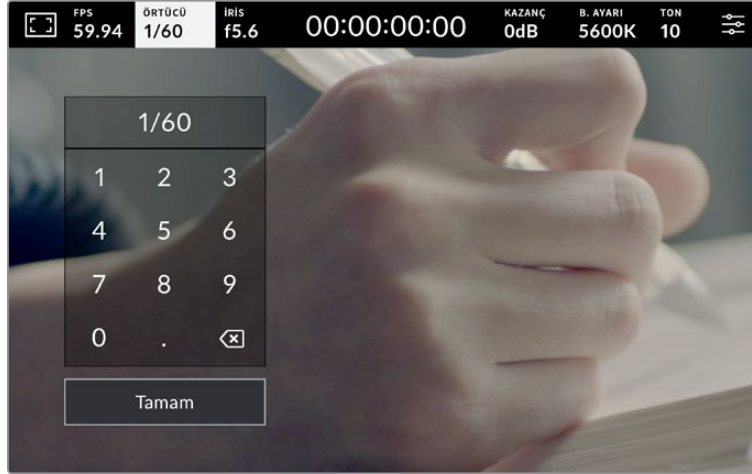 FPS ÖRTÜCÜ İRİS KAZANÇ B. AYARI TON
59.94 1/60 f5.6 00:00:00:00 0dB 5600K 10
1/60
1 2 3
4 5 6
7 8 9
0 .
Tamam